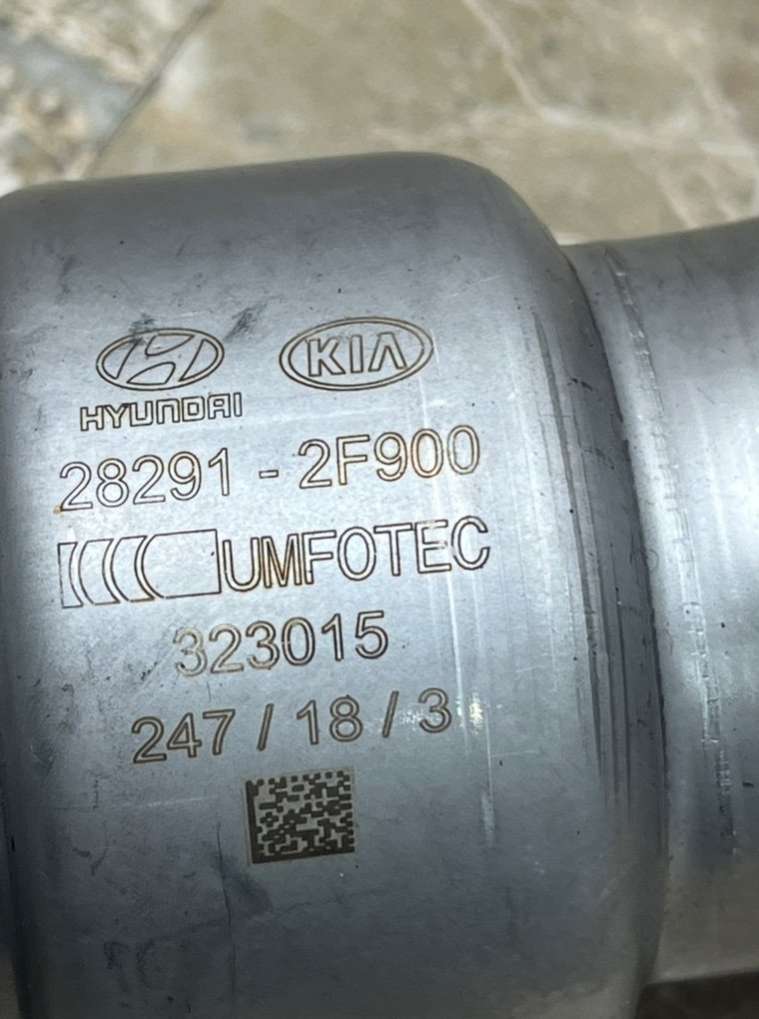 HYUNDAI KIA
28291 - 2F900
UMFOTEC
323015
247 / 18 / 3